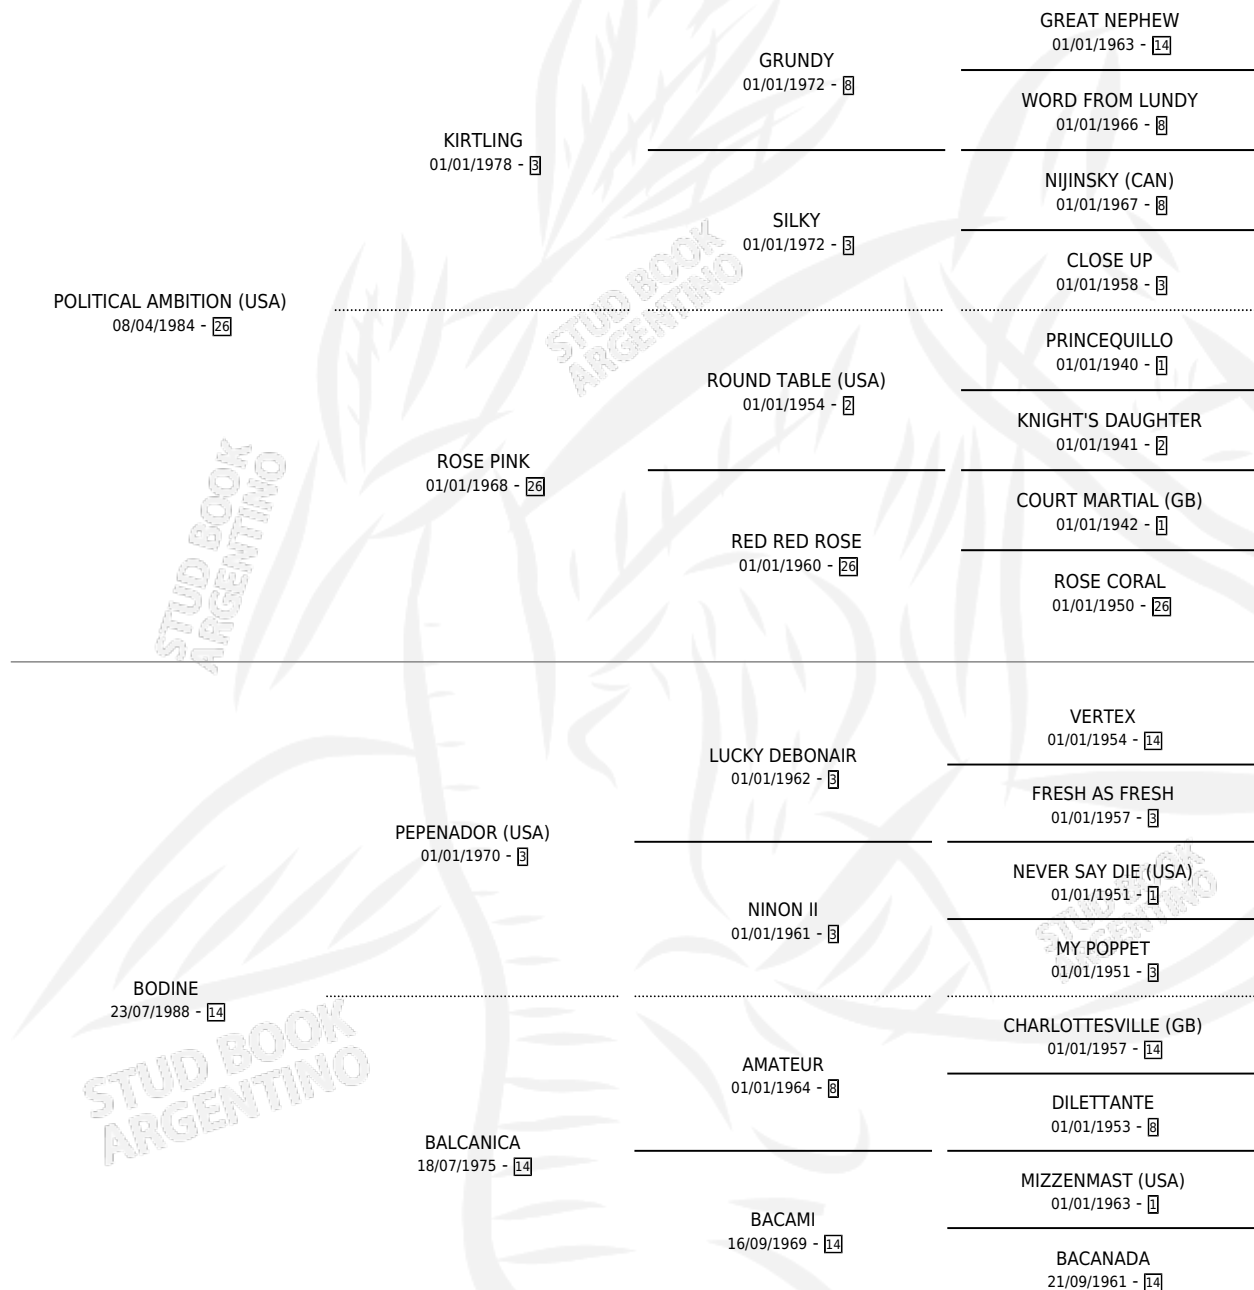 GREAT NEPHEW
01/01/1963 - 14
GRUNDY
01/01/1972 - 8
WORD FROM LUNDY
01/01/1966 - 8
KIRTLING
01/01/1978 - 3
NIJINSKY (CAN)
01/01/1967 - 8
SILKY
01/01/1972 - 3
CLOSE UP
01/01/1958 - 3
POLITICAL AMBITION (USA)
08/04/1984 - 26
PRINCEQUILLO
01/01/1940 - 1
ROUND TABLE (USA)
01/01/1954 - 2
KNIGHT'S DAUGHTER
01/01/1941 - 2
ROSE PINK
01/01/1968 - 26
COURT MARTIAL (GB)
01/01/1942 - 1
RED RED ROSE
01/01/1960 - 26
ROSE CORAL
01/01/1950 - 26
STUD BOOK
ARGENTINO
STUD BOOK
ARGENTINO
VERTEX
01/01/1954 - 14
LUCKY DEBONAIR
01/01/1962 - 3
FRESH AS FRESH
01/01/1957 - 3
PEPENADOR (USA)
01/01/1970 - 3
NEVER SAY DIE (USA)
01/01/1951 - 1
NINON II
01/01/1961 - 3
MY POPPET
01/01/1951 - 3
BODINE
23/07/1988 - 14
CHARLOTTESVILLE (GB)
01/01/1957 - 14
AMATEUR
01/01/1964 - 8
DILETTANTE
01/01/1953 - 8
BALCANICA
18/07/1975 - 14
MIZZENMAST (USA)
01/01/1963 - 1
BACAMI
16/09/1969 - 14
BACANADA
21/09/1961 - 14
STUD BOOK
ARGENTINO
STUD BOOK
ARGENTINO